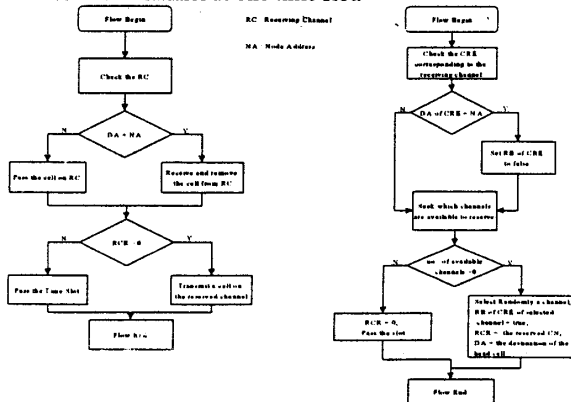 Flow Begin
RC : Receiving Channel
NA : Node Address
Check the RC
DA = NA
N
Y
Pass the cell on RC
Receive and remove
the cell from RC
N
Y
Pass the Time Slot
Transmit a cell on
the reserved channel
Flow End
Flow Begin
Check the CRE
corresponding to the
receiving channel
N
DA of CRE = NA
Y
Set RB of CRE
to false
Seek which channels
are available to reserve
N
no. of available
channels
Y
RCR = 0,
Pass the slot
Select Randomly a channel,
RB of CRE of selected
channel = true,
RCR = the reserved CN,
DA = the destination of the
head cell
Flow End